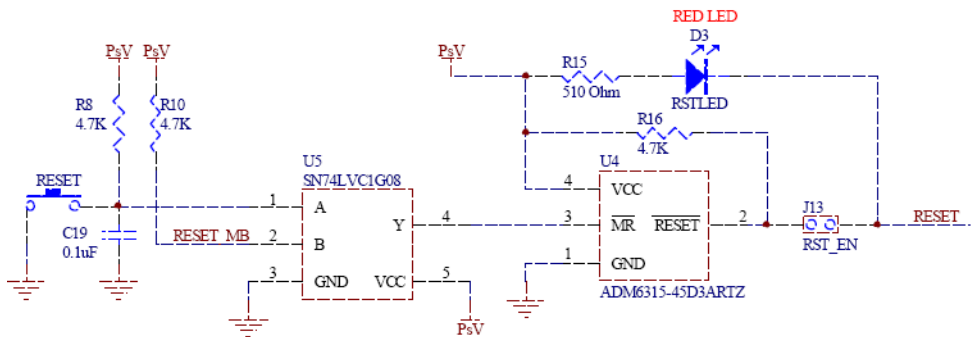 RED LED
D3
PsV PsV PsV
R15
510 Ohm
RSTLED
R8
4.7K
R10
4.7K
R16
4.7K
U5
SN74LVC1G08
U4
RESET
1 A
4 VCC
J13
C19
0.1uF
RESET_MB
2 B
Y 4
3 MR
RESET 2
RST_EN
RESET
3 GND
VCC 5
1 GND
ADM6315-45D3ARTZ
PsV